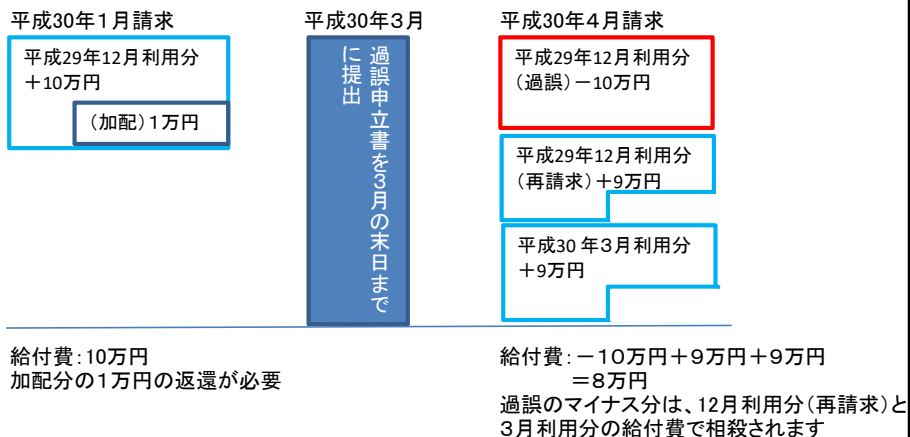 平成30年1月請求
平成29年12月利用分
＋10万円
（加配）1万円
給付費：10万円
加配分の1万円の返還が必要
平成30年３月
過誤申立書を3月の末日まで
に提出
平成30年４月請求
平成29年12月利用分
（過誤）－10万円
平成29年12月利用分
（再請求）＋9万円
平成30 年３月利用分
＋9万円
給付費：－１０万円＋９万円＋９万円
＝８万円
過誤のマイナス分は、12月利用分（再請求）と
３月利用分の給付費で相殺されます